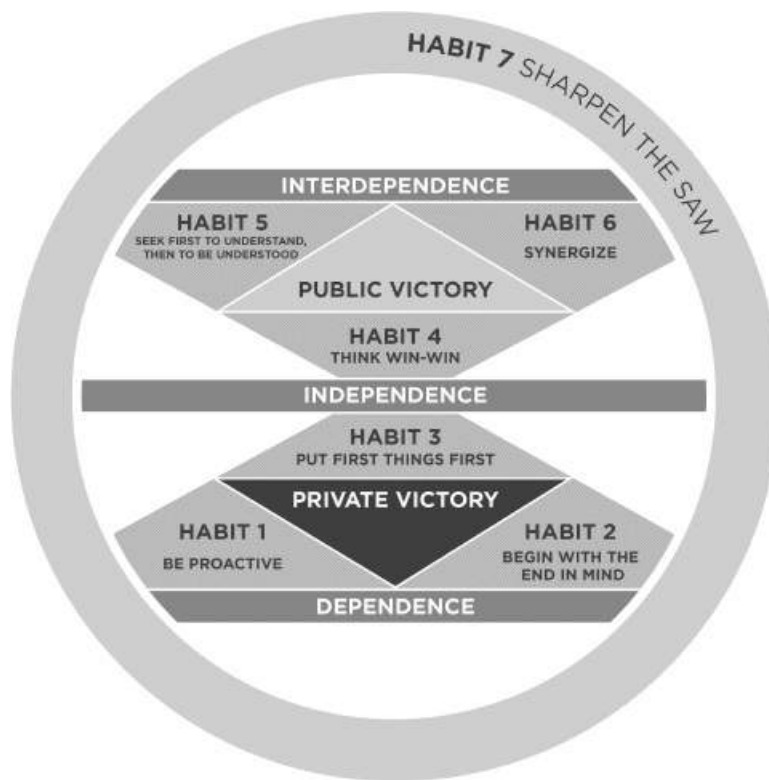 HABIT 7 SHARPEN THE SAW
INTERDEPENDENCE
HABIT 5
SEEK FIRST TO UNDERSTAND,
THEN TO BE UNDERSTOOD
HABIT 6
SYNERGIZE
PUBLIC VICTORY
HABIT 4
THINK WIN-WIN
INDEPENDENCE
HABIT 3
PUT FIRST THINGS FIRST
PRIVATE VICTORY
HABIT 1
BE PROACTIVE
HABIT 2
BEGIN WITH THE
END IN MIND
DEPENDENCE